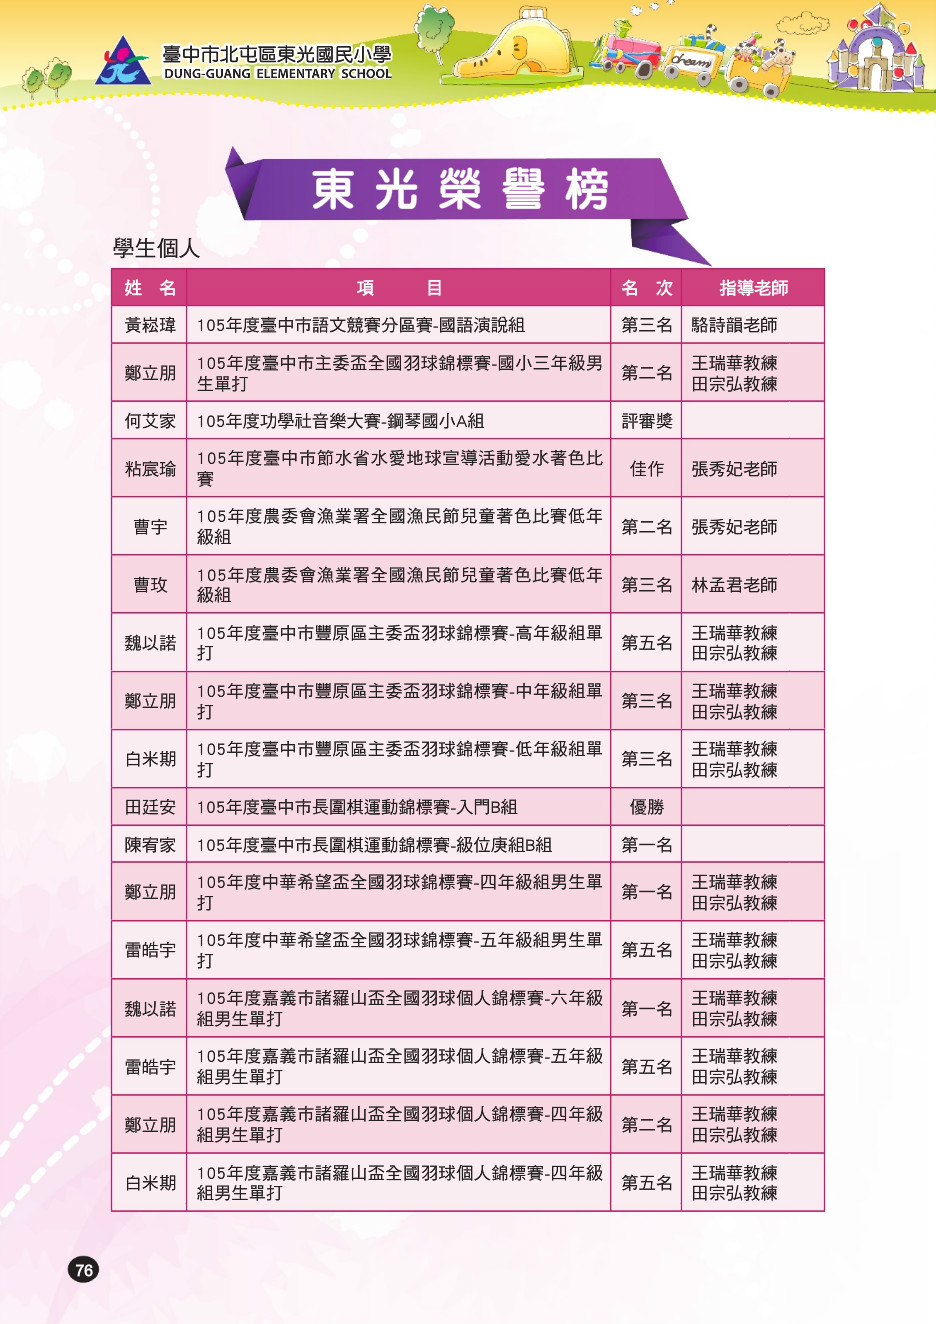 臺中市北屯區東光國民小學
DUNG-GUANG ELEMENTARY SCHOOL
dream
東光榮譽榜
學生個人
姓 名 項 目 名 次 指導老師
黃崧瑋 105年度臺中市語文競賽分區賽-國語演說組 第三名 駱詩韻老師
鄭立朋 105年度臺中市主委盃全國羽球錦標賽-國小三年級男 第二名 王瑞華教練
生單打 田宗弘教練
何艾家 105年度功學社音樂大賽-鋼琴國小A組 評審獎
粘宸瑜 105年度臺中市節水省水愛地球宣導活動愛水著色比 佳作 張秀妃老師
賽
曹宇 105年度農委會漁業署全國漁民節兒童著色比賽低年 第二名 張秀妃老師
級組
曹玫 105年度農委會漁業署全國漁民節兒童著色比賽低年 第三名 林孟君老師
級組
魏以諾 105年度臺中市豐原區主委盃羽球錦標賽-高年級組單 第五名 王瑞華教練
打 田宗弘教練
鄭立朋 105年度臺中市豐原區主委盃羽球錦標賽-中年級組單 第三名 王瑞華教練
打 田宗弘教練
白米期 105年度臺中市豐原區主委盃羽球錦標賽-低年級組單 第三名 王瑞華教練
打 田宗弘教練
田廷安 105年度臺中市長圍棋運動錦標賽-入門B組 優勝
陳宥家 105年度臺中市長圍棋運動錦標賽-級位庚組B組 第一名
鄭立朋 105年度中華希望盃全國羽球錦標賽-四年級組男生單 第一名 王瑞華教練
打 田宗弘教練
雷皓宇 105年度中華希望盃全國羽球錦標賽-五年級組男生單 第五名 王瑞華教練
打 田宗弘教練
魏以諾 105年度嘉義市諸羅山盃全國羽球個人錦標賽-六年級 第一名 王瑞華教練
組男生單打 田宗弘教練
雷皓宇 105年度嘉義市諸羅山盃全國羽球個人錦標賽-五年級 第五名 王瑞華教練
組男生單打 田宗弘教練
鄭立朋 105年度嘉義市諸羅山盃全國羽球個人錦標賽-四年級 第二名 王瑞華教練
組男生單打 田宗弘教練
白米期 105年度嘉義市諸羅山盃全國羽球個人錦標賽-四年級 第五名 王瑞華教練
組男生單打 田宗弘教練
76